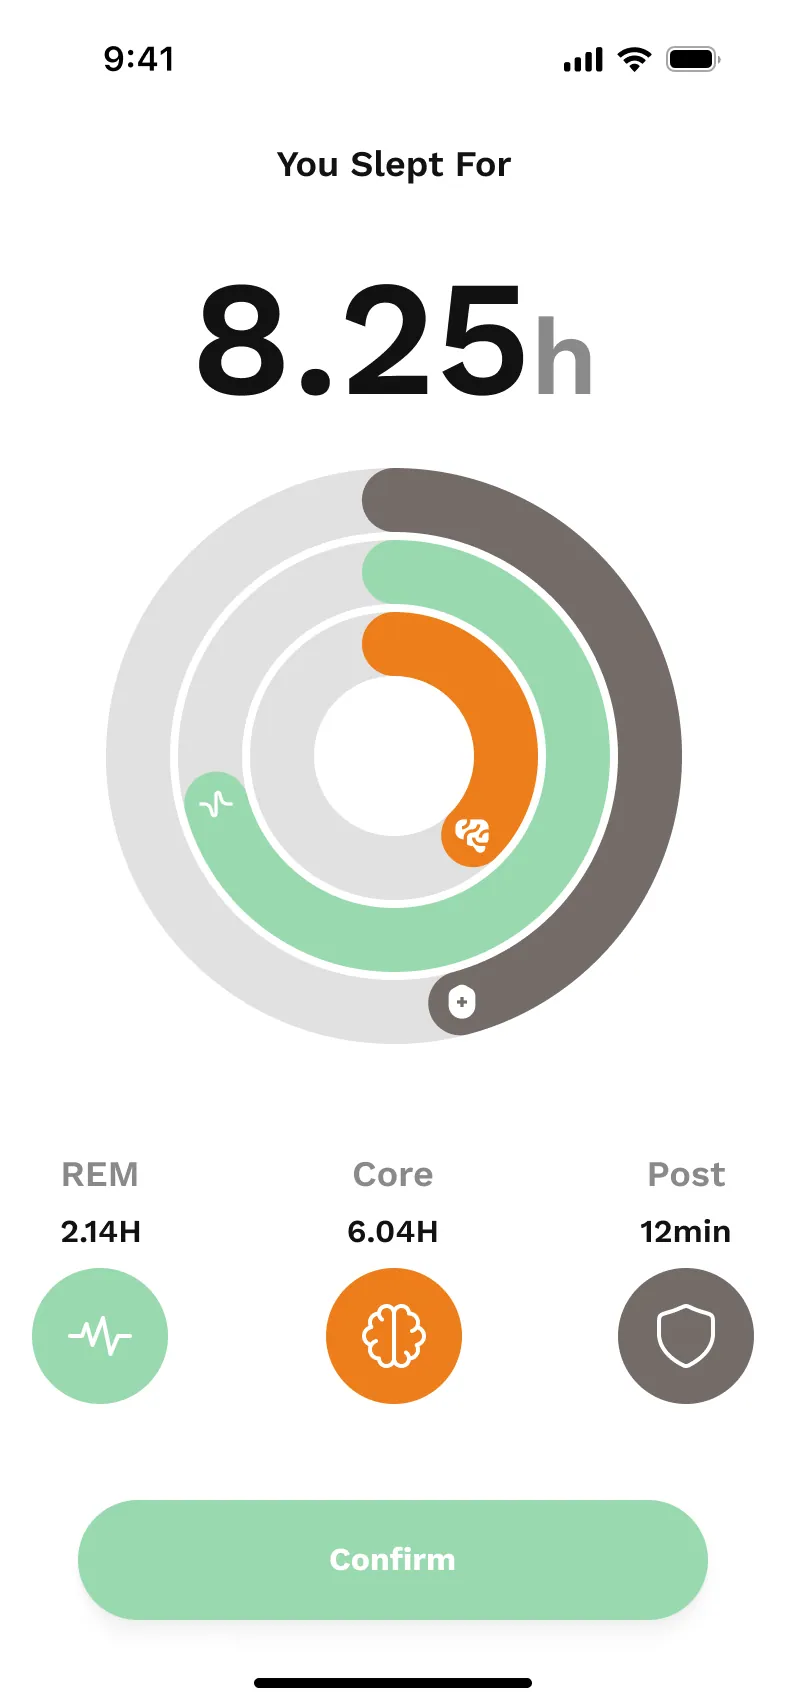 9:41
You Slept For
8.25h
REM Core Post
2.14H 6.04H 12min
Confirm